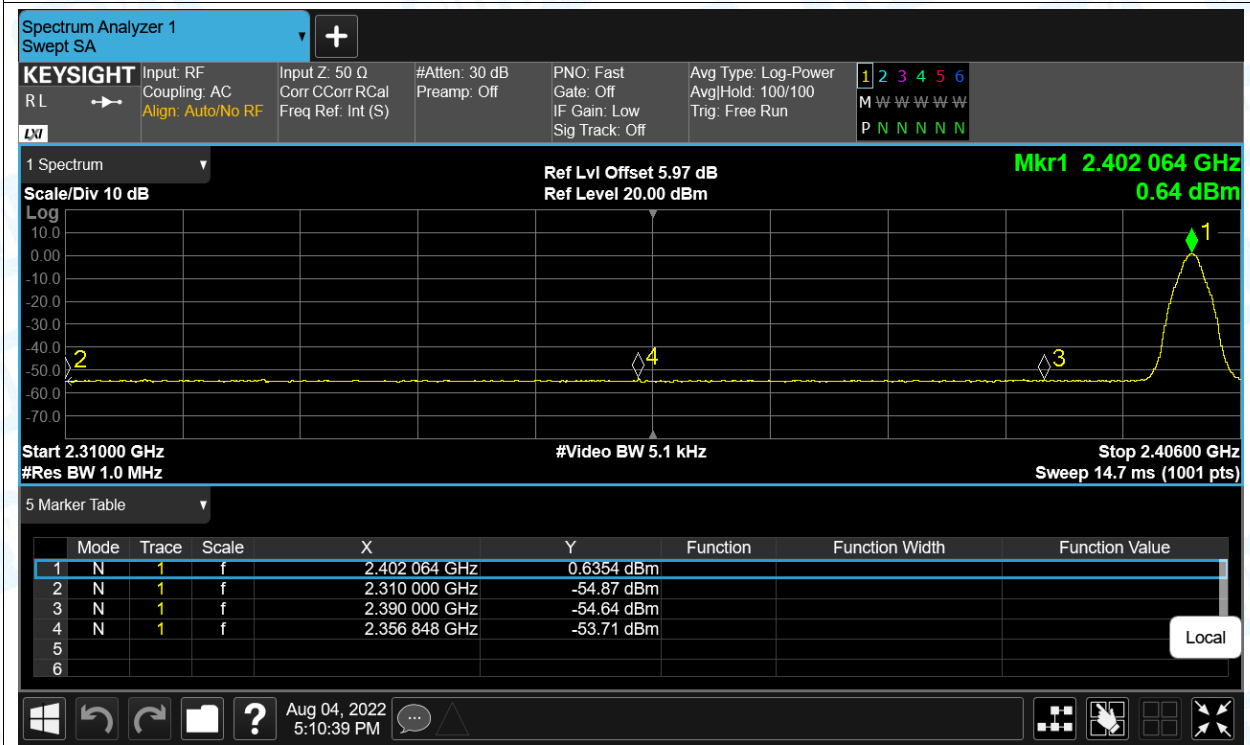 Spectrum Analyzer 1
Swept SA
▼
+
KEYSIGHT Input: RF Input Z: 50 Ω #Atten: 30 dB PNO: Fast Avg Type: Log-Power 1 2 3 4 5 6
R L Coupling: AC Corr CCorr RCal Preamp: Off Gate: Off Avg|Hold: 100/100 M W W W W W
Align: Auto/No RF Freq Ref: Int (S) IF Gain: Low Trig: Free Run
LXI Sig Track: Off P N N N N N
1 Spectrum ▼ Ref Lvl Offset 5.97 dB Mkr1 2.402 064 GHz
Scale/Div 10 dB Ref Level 20.00 dBm 0.64 dBm
Log
10.0 1
0.00
-10.0
-20.0
-30.0
-40.0 2 4 3
-50.0
-60.0
-70.0
Start 2.31000 GHz #Video BW 5.1 kHz Stop 2.40600 GHz
#Res BW 1.0 MHz Sweep 14.7 ms (1001 pts)
5 Marker Table ▼
Mode Trace Scale X Y Function Function Width Function Value
1 N 1 f 2.402 064 GHz 0.6354 dBm
2 N 1 f 2.310 000 GHz -54.87 dBm
3 N 1 f 2.390 000 GHz -54.64 dBm
4 N 1 f 2.356 848 GHz -53.71 dBm
5
6
Local
? Aug 04, 2022
5:10:39 PM